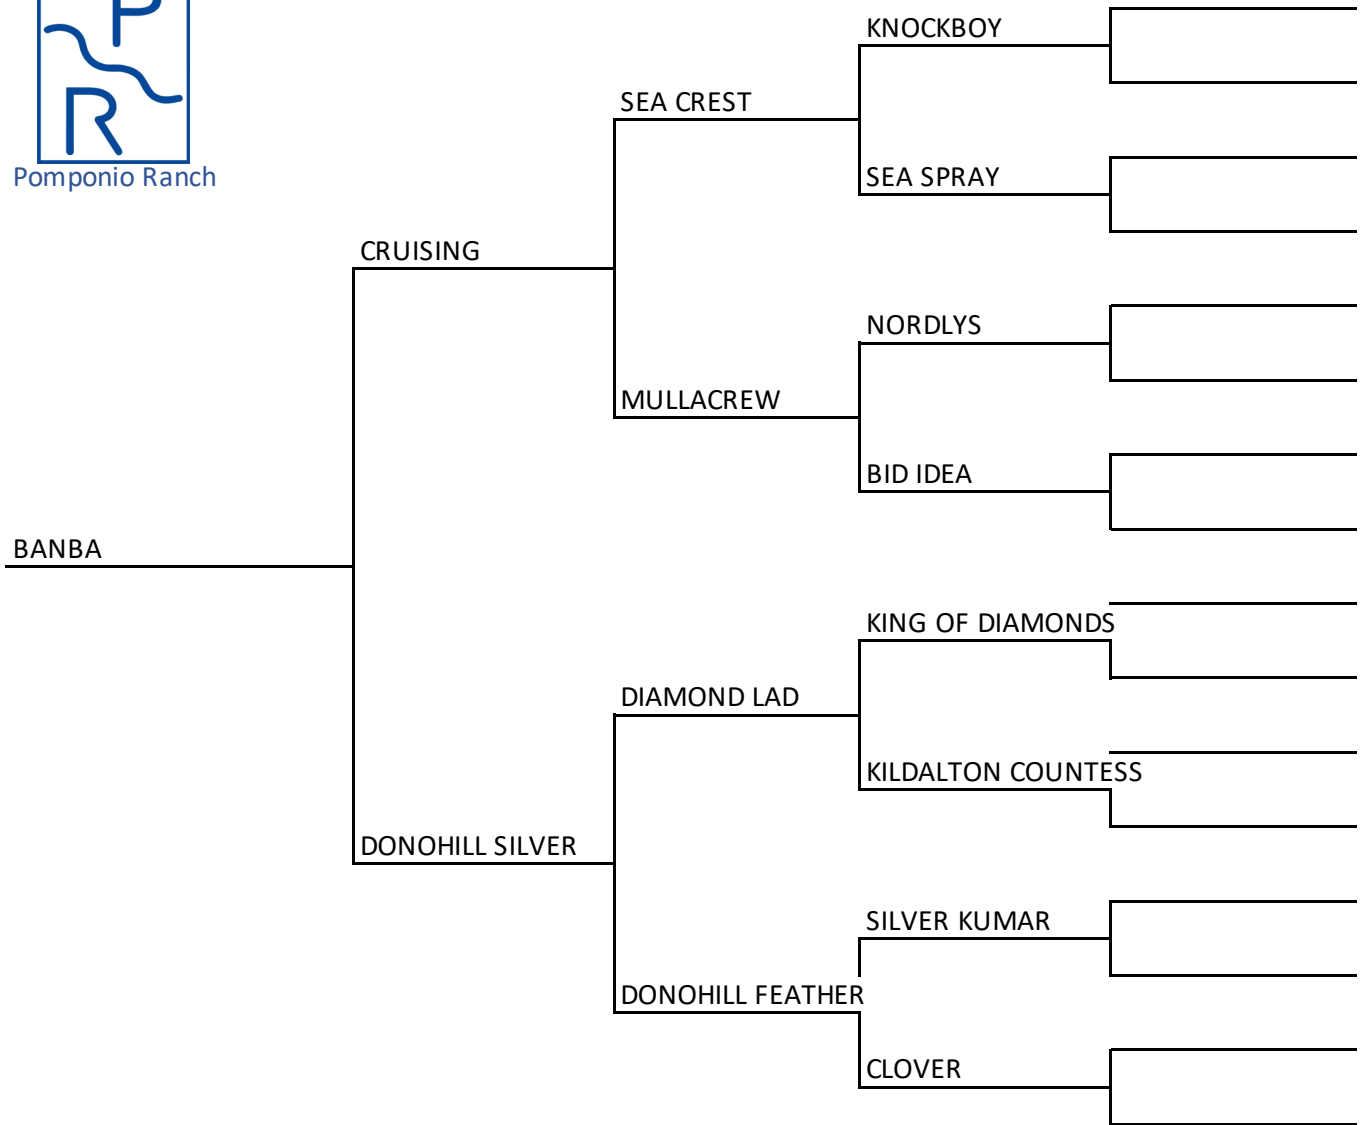 P
R
Pomponio Ranch
KNOCKBOY
SEA CREST
SEA SPRAY
CRUISING
NORDLYS
MULLACREW
BID IDEA
BANBA
KING OF DIAMONDS
DIAMOND LAD
KILDALTON COUNTESS
DONOHILL SILVER
SILVER KUMAR
DONOHILL FEATHER
CLOVER